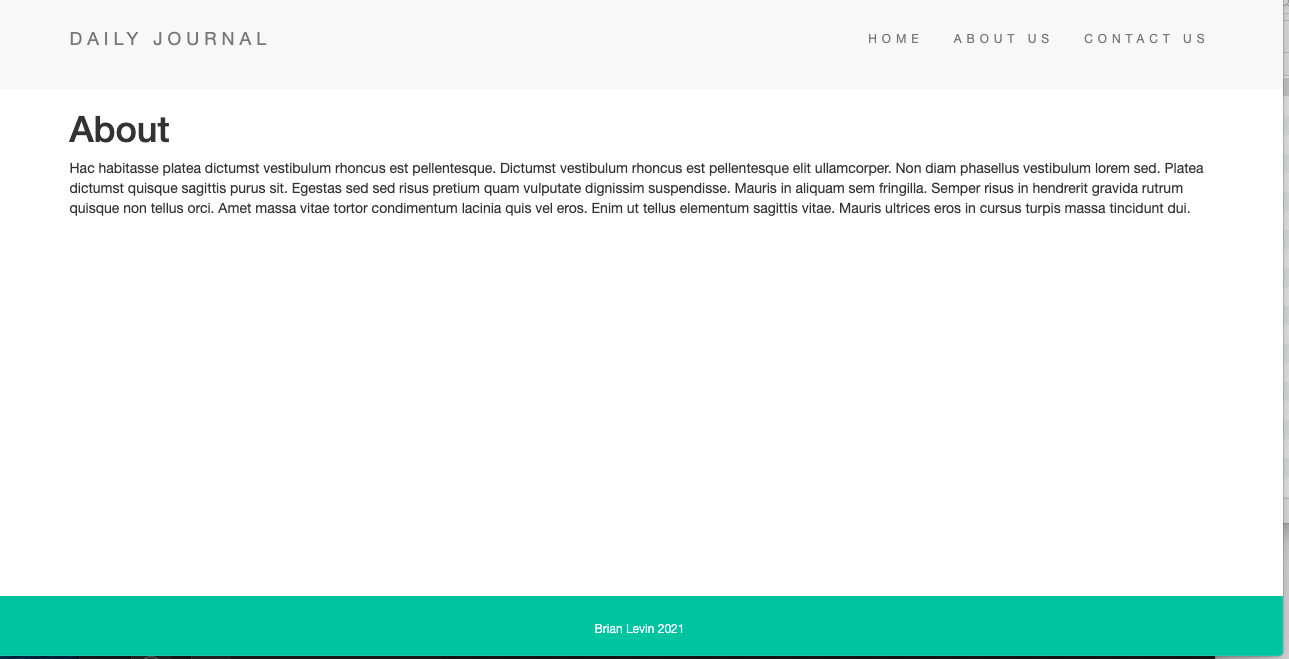 DAILY JOURNAL
HOME ABOUT US CONTACT US
About
Hac habitasse platea dictumst vestibulum rhoncus est pellentesque. Dictumst vestibulum rhoncus est pellentesque elit ullamcorper. Non diam phasellus vestibulum lorem sed. Platea
dictumst quisque sagittis purus sit. Egestas sed sed risus pretium quam vulputate dignissim suspendisse. Mauris in aliquam sem fringilla. Semper risus in hendrerit gravida rutrum
quisque non tellus orci. Amet massa vitae tortor condimentum lacinia quis vel eros. Enim ut tellus elementum sagittis vitae. Mauris ultrices eros in cursus turpis massa tincidunt dui.
Brian Levin 2021